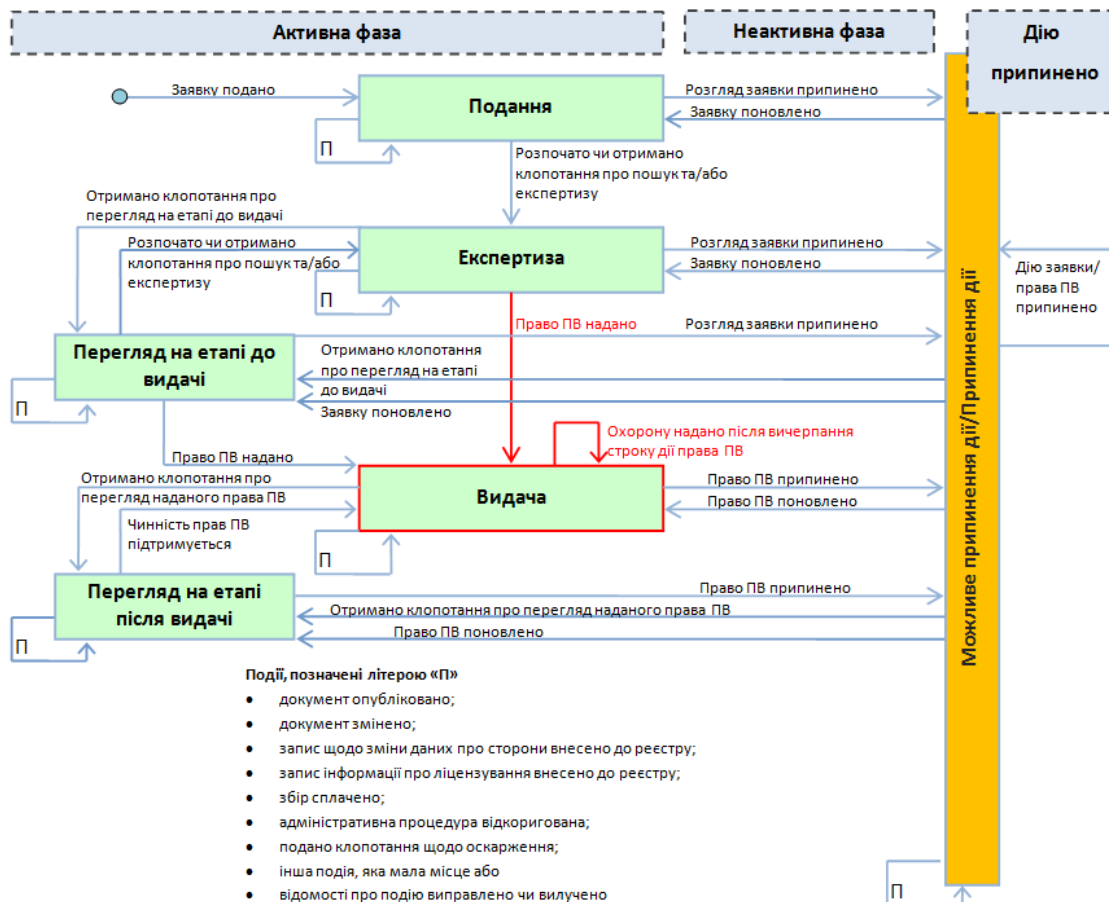 Активна фаза
Неактивна фаза
Дію
припинено
Заявку подано
Подання
Розгляд заявки припинено
Заявку поновлено
П
Розпочато чи отримано
клопотання про пошук та/або
експертизу
Отримано клопотання про
перегляд на етапі до видачі
Розпочато чи отримано
клопотання про пошук та/або
експертизу
Експертиза
Розгляд заявки припинено
Заявку поновлено
П
Дію заявки/
права ПВ
припинено
Право ПВ надано
Розгляд заявки припинено
Перегляд на етапі до
видачі
Отримано клопотання
про перегляд на етапі
до видачі
Заявку поновлено
П
Охорону надано після вичерпання
строку дії права ПВ
Право ПВ надано
Отримано клопотання про
перегляд наданого права ПВ
Видача
Право ПВ припинено
Право ПВ поновлено
Чинність прав ПВ
підтримується
П
Перегляд на етапі
після видачі
Право ПВ припинено
Отримано клопотання про перегляд наданого права ПВ
Право ПВ поновлено
П
Можливе припинення дії/Припинення дії
Події, позначені літерою «П»
• документ опубліковано;
• документ змінено;
• запис щодо зміни даних про сторони внесено до реєстру;
• запис інформації про ліцензування внесено до реєстру;
• збір сплачено;
• адміністративна процедура відкоригована;
• подано клопотання щодо оскарження;
• інша подія, яка мала місце або
• відомості про подію виправлено чи вилучено
П